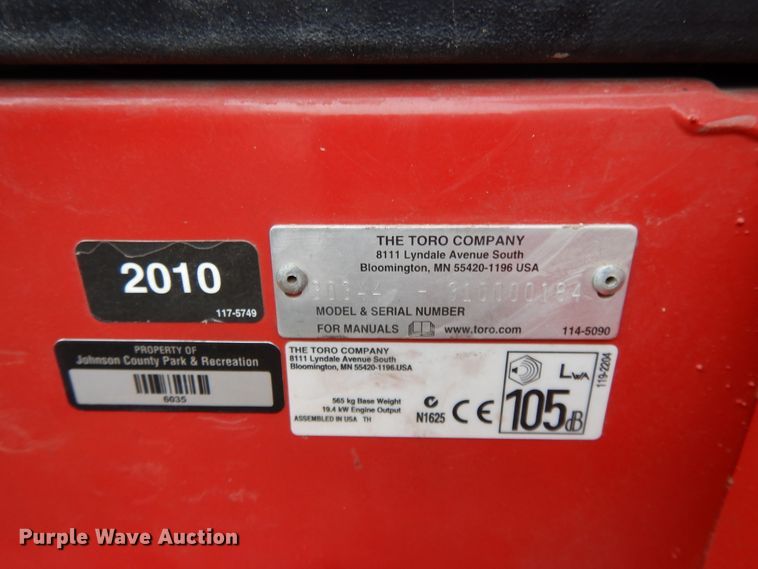 2010
117-5749
THE TORO COMPANY
8111 Lyndale Avenue South
Bloomington, MN 55420-1196 USA
MODEL & SERIAL NUMBER
FOR MANUALS www.toro.com 114-5090
PROPERTY OF
Johnson County Park & Recreation
6035
THE TORO COMPANY
8111 Lyndale Avenue South
Bloomington, MN 55420-1196.USA
565 kg Base Weight
19.4 kW Engine Output
ASSEMBLED IN USA TH
N1625
CE
LWA
105 dB
119-2204
Purple Wave Auction